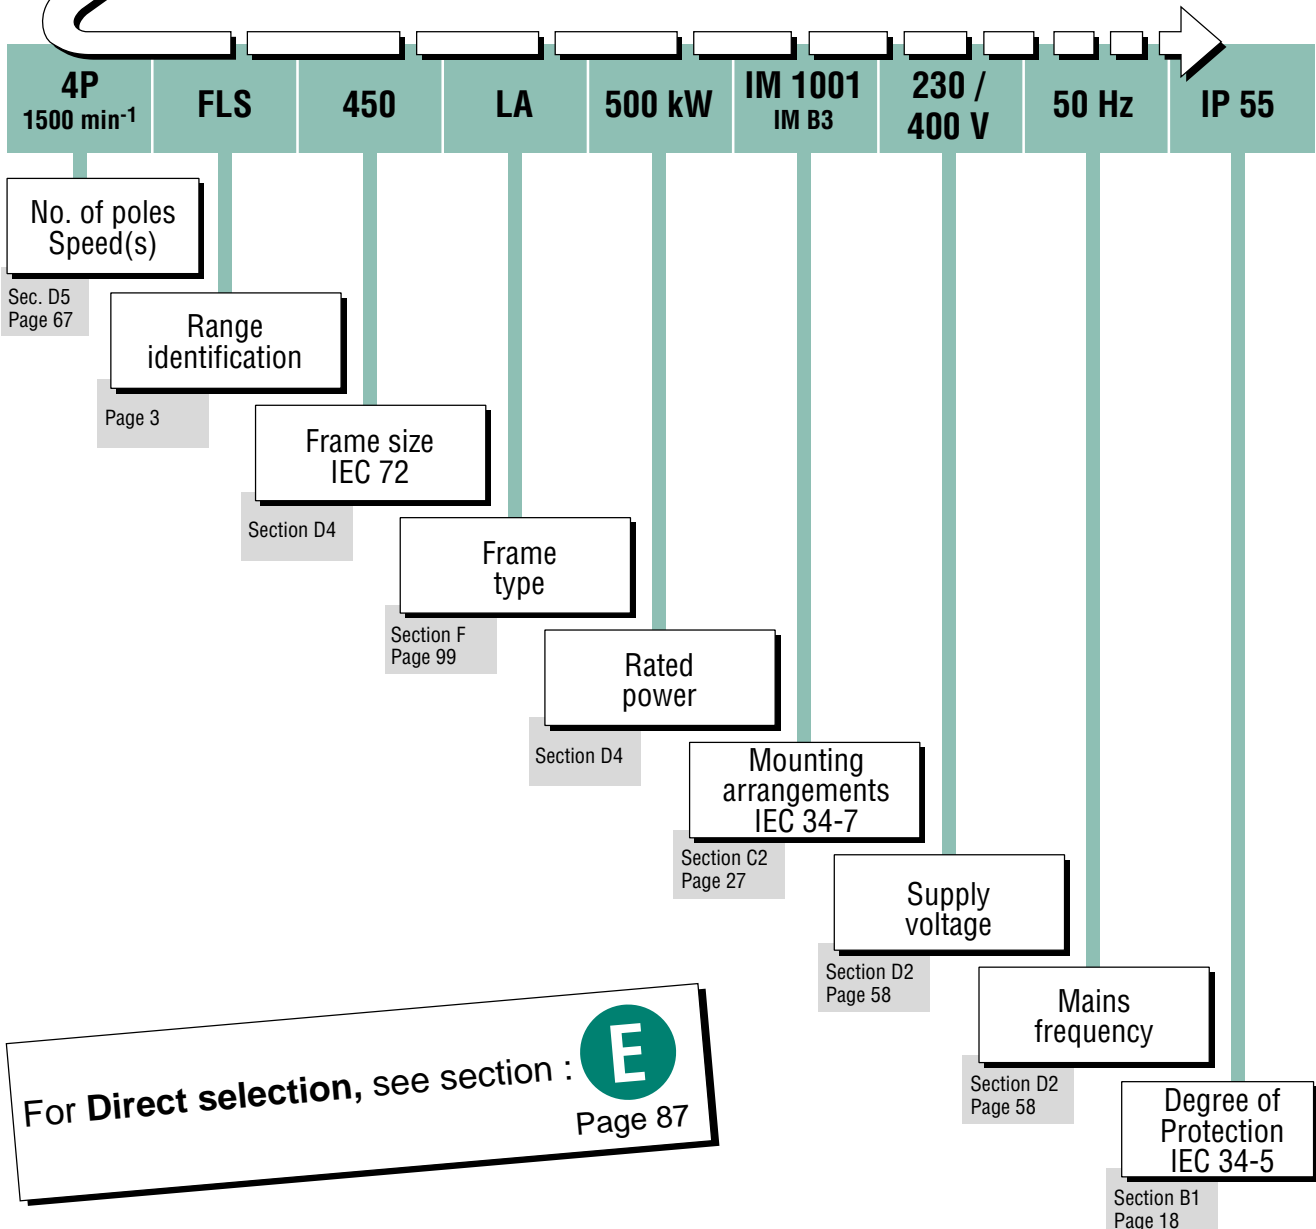 4P
1500 min-1
FLS
450
LA
500 kW
IM 1001
IM B3
230 /
400 V
50 Hz
IP 55
No. of poles
Speed(s)
Sec. D5
Page 67
Range
identification
Page 3
Frame size
IEC 72
Section D4
Frame
type
Section F
Page 99
Rated
power
Section D4
Mounting
arrangements
IEC 34-7
Section C2
Page 27
Supply
voltage
Section D2
Page 58
Mains
frequency
Section D2
Page 58
Degree of
Protection
IEC 34-5
Section B1
Page 18
For Direct selection, see section : E
Page 87